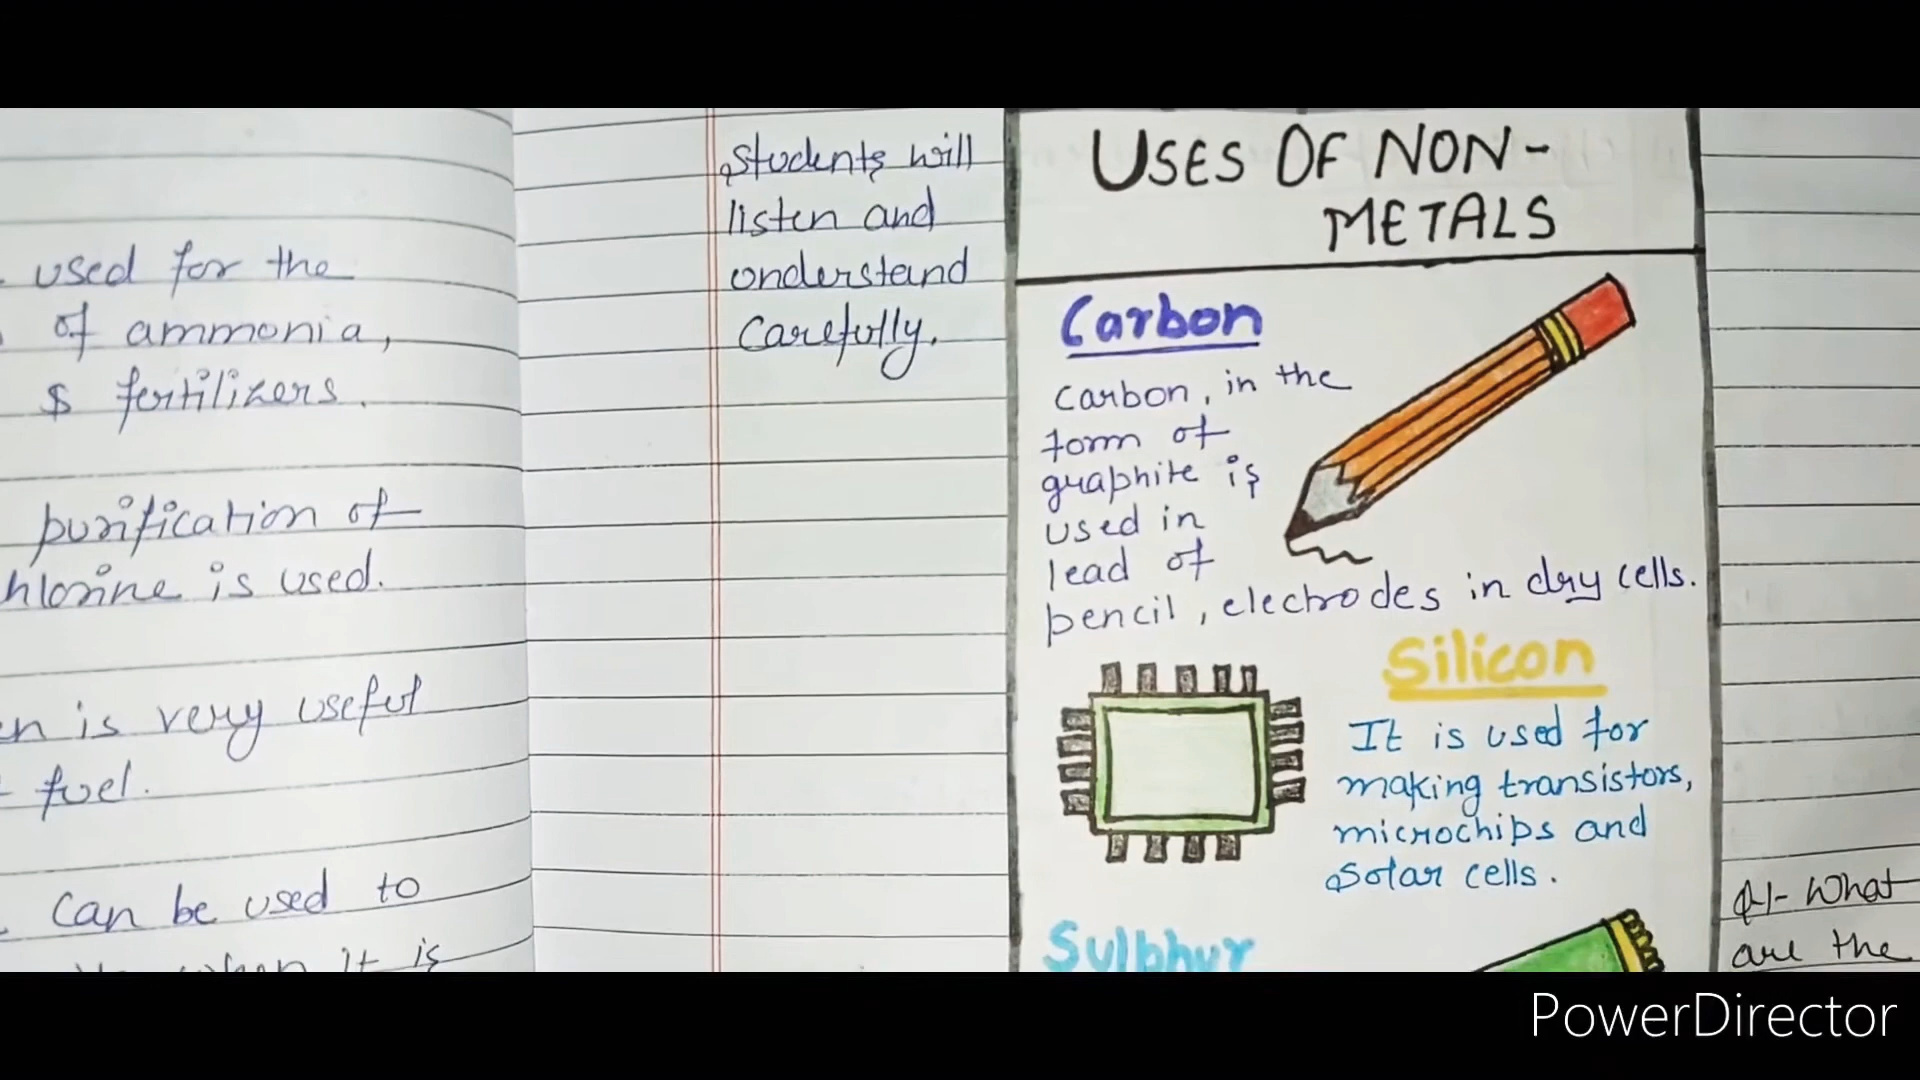 used for the
of ammonia,
$ fertilizers.
purification of
hlorine is used.
n is very useful
fuel.
can be used to
it is
Students will
listen and
understand
carefully.
USES OF NON-
METALS
Carbon
Carbon, in the
form of
graphite is
used in
lead of
pencil, electrodes in dry cells.
Silicon
It is used for
making transistors,
microchips and
Solar cells.
Sulphur
Q1- What
are the
PowerDirector